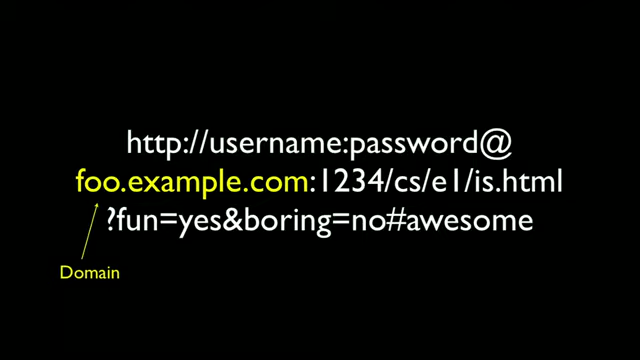 http://username:password@
foo.example.com:1234/cs/e1/is.html
?fun=yes&boring=no#awesome
Domain